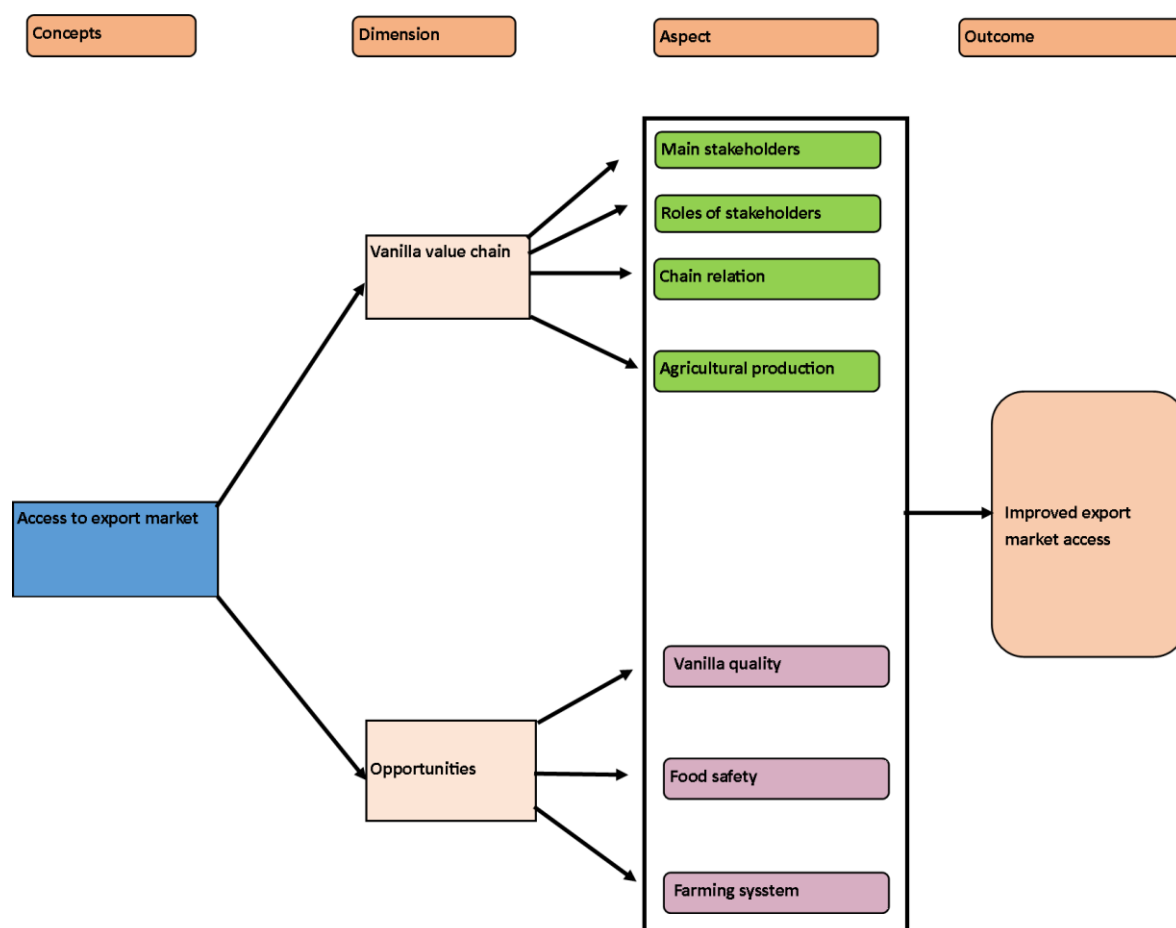 Concepts
Dimension
Aspect
Outcome
Main stakeholders
Roles of stakeholders
Vanilla value chain
Chain relation
Agricultural production
Access to export market
Improved export
market access
Vanilla quality
Opportunities
Food safety
Farming sysstem